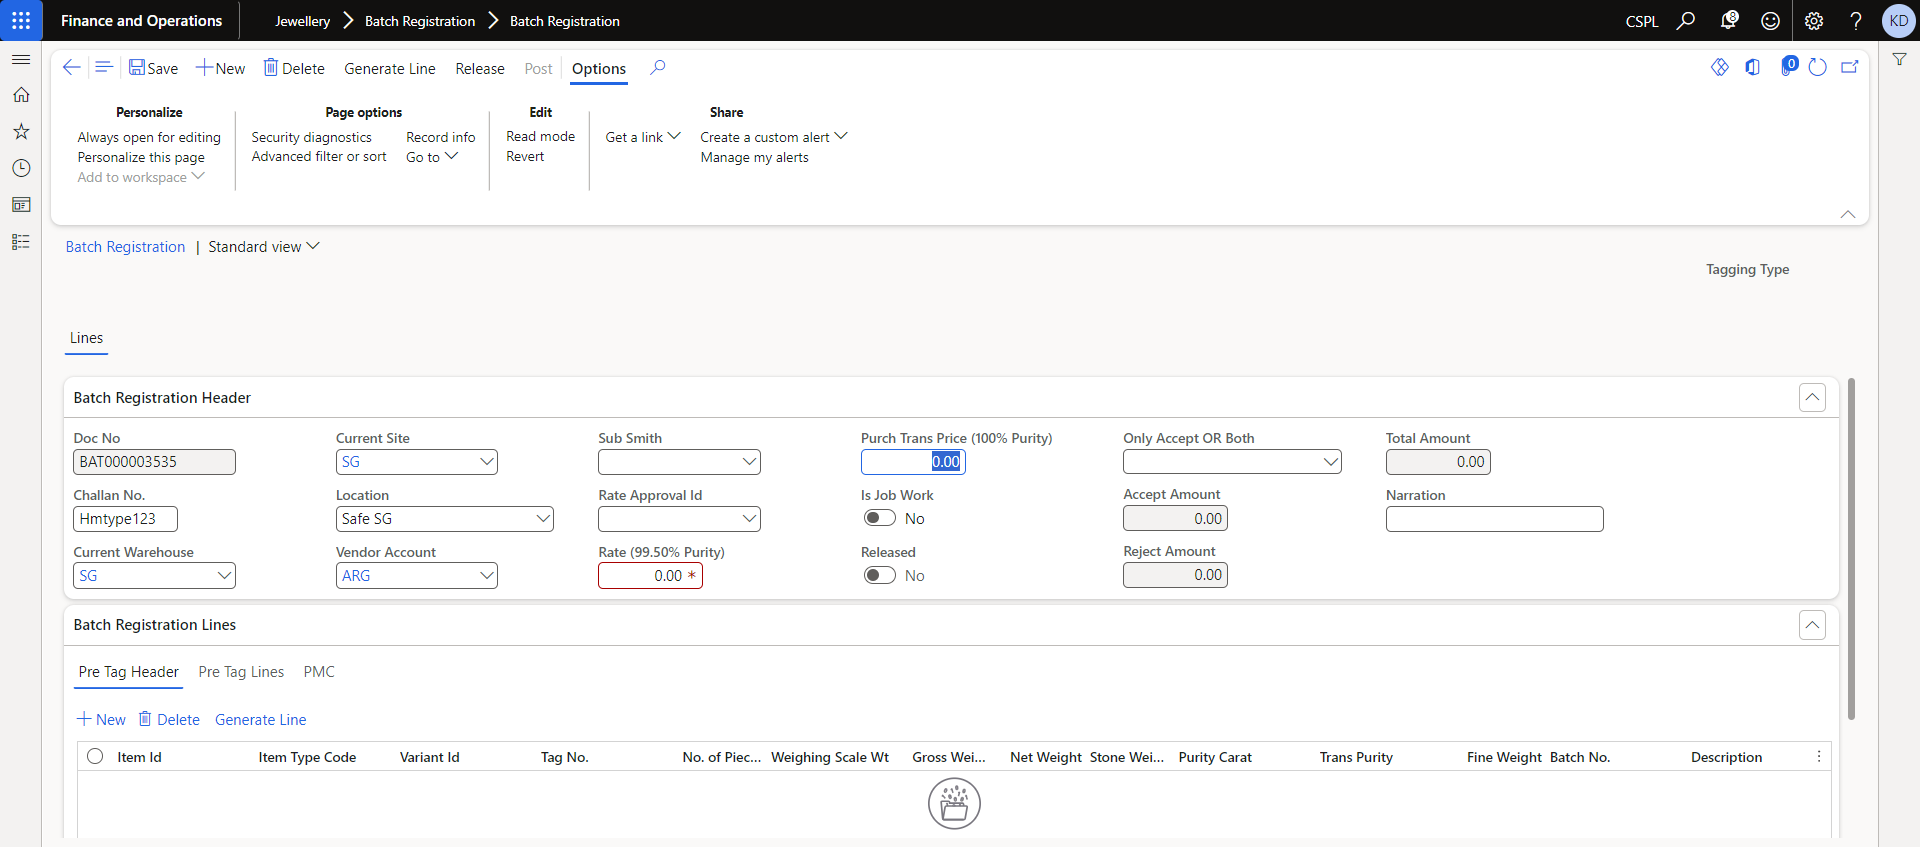 Finance and Operations
Jewellery Batch Registration Batch Registration
CSPL 8 ? KD
Save New Delete Generate Line Release Post Options 0
Personalize Page options Edit Share
Always open for editing Security diagnostics Record info Read mode Get a link Create a custom alert
Personalize this page Advanced filter or sort Go to Revert Manage my alerts
Add to workspace
Batch Registration | Standard view
Tagging Type
Lines
Batch Registration Header
Doc No Current Site Sub Smith Purch Trans Price (100% Purity) Only Accept OR Both Total Amount
BAT000003535 SG 0.00 0.00
Challan No. Location Rate Approval Id Is Job Work Accept Amount Narration
Hmtype123 Safe SG No 0.00
Current Warehouse Vendor Account Rate (99.50% Purity) Released Reject Amount
SG ARG 0.00 * No 0.00
Batch Registration Lines
Pre Tag Header Pre Tag Lines PMC
New Delete Generate Line
Item Id Item Type Code Variant Id Tag No. No. of Piec... Weighing Scale Wt Gross Wei... Net Weight Stone Wei... Purity Carat Trans Purity Fine Weight Batch No. Description